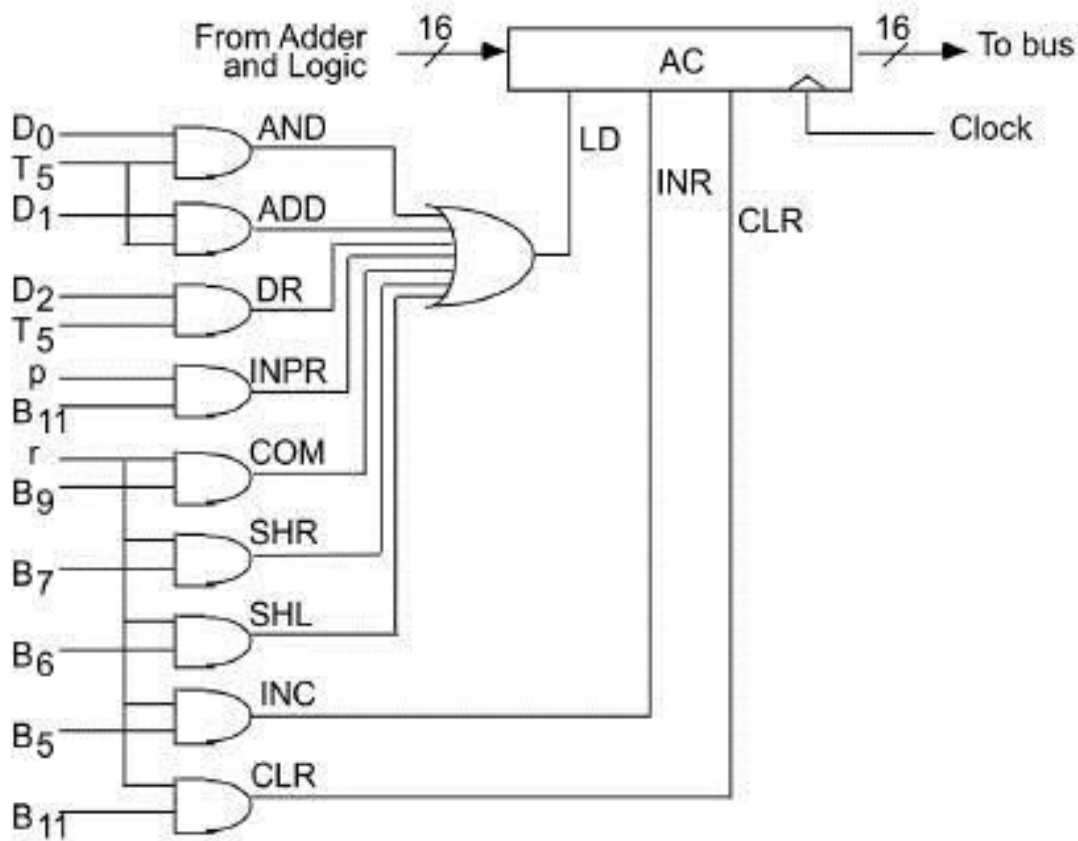 From Adder
and Logic
16
AC
16
To bus
Clock
LD
INR
CLR
D0
T5
AND
D1
ADD
D2
T5
DR
p
B11
INPR
r
B9
COM
B7
SHR
B6
SHL
B5
INC
B11
CLR